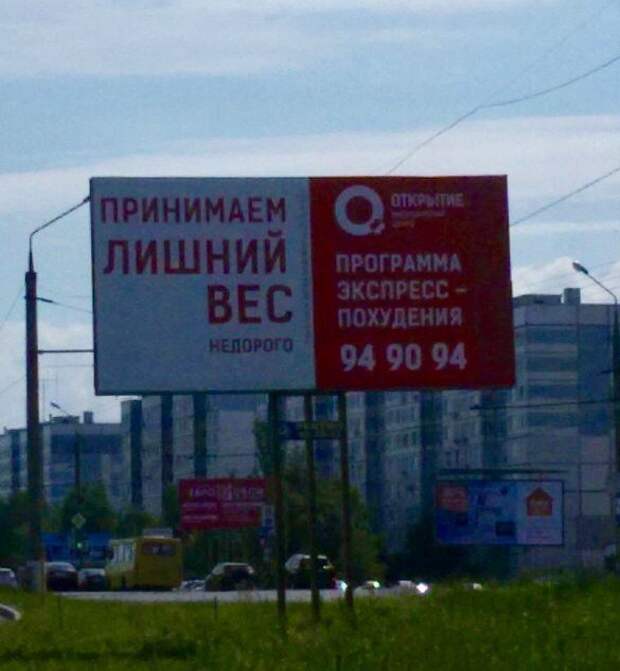 ПРИНИМАЕМ
ЛИШНИЙ
ВЕС
НЕДОРОГО
ОТКРЫТИЕ
ПРОГРАММА
ЭКСПРЕСС –
ПОХУДЕНИЯ
94 90 94